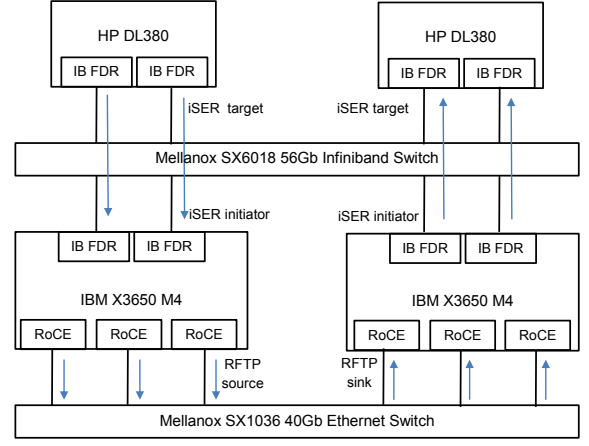 HP DL380
HP DL380
IB FDR
IB FDR
IB FDR
IB FDR
iSER target
iSER target
Mellanox SX6018 56Gb Infiniband Switch
iSER initiator
iSER initiator
IB FDR
IB FDR
IB FDR
IB FDR
IBM X3650 M4
IBM X3650 M4
RoCE
RoCE
RoCE
RoCE
RoCE
RoCE
RFTP
source
RFTP
sink
Mellanox SX1036 40Gb Ethernet Switch